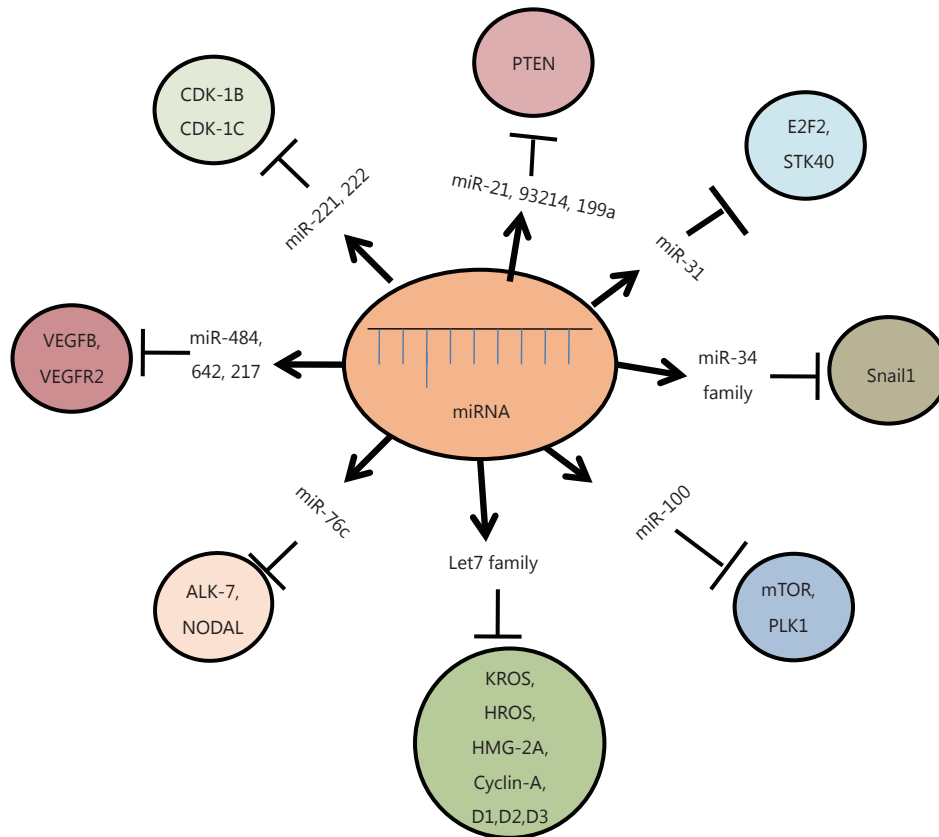 PTEN
CDK-1B
CDK-1C
E2F2,
STK40
miR-21, 93214, 199a
miR-221, 222
miR-31
VEGFB,
VEGFR2
miR-484,
642, 217
miRNA
miR-34
family
Snail1
miR-76c
miR-100
Let7 family
ALK-7,
NODAL
mTOR,
PLK1
KROS,
HROS,
HMG-2A,
Cyclin-A,
D1,D2,D3